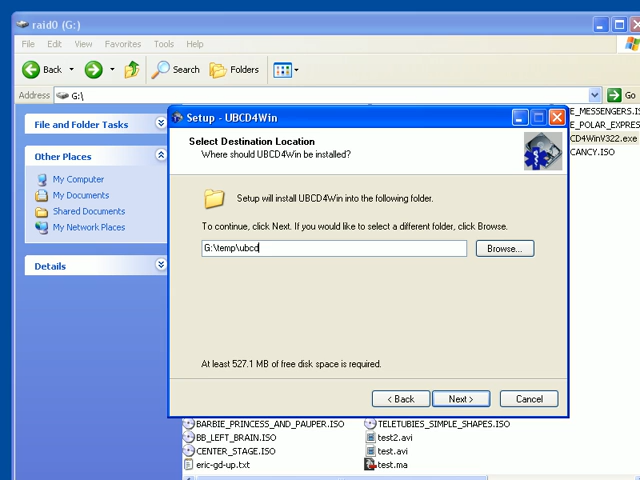 raid0 (G:)
File Edit View Favorites Tools Help
Back Search Folders
Address G:\ Go
File and Folder Tasks
Other Places
My Computer
My Documents
Shared Documents
My Network Places
Details
Setup - UBCD4Win
Select Destination Location
Where should UBCD4Win be installed?
Setup will install UBCD4Win into the following folder.
To continue, click Next. If you would like to select a different folder, click Browse.
G:\temp\ubcd
Browse...
At least 527.1 MB of free disk space is required.
< Back Next > Cancel
E_MESSENGERS.IS
E_POLAR_EXPRES
CD4WinV322.exe
CANCY.ISO
BARBIE_PRINCESS_AND_PAUPER.ISO TELETUBIES_SIMPLE_SHAPES.ISO
BB_LEFT_BRAIN.ISO test2.avi
CENTER_STAGE.ISO test.avi
eric-gd-up.txt test.ma